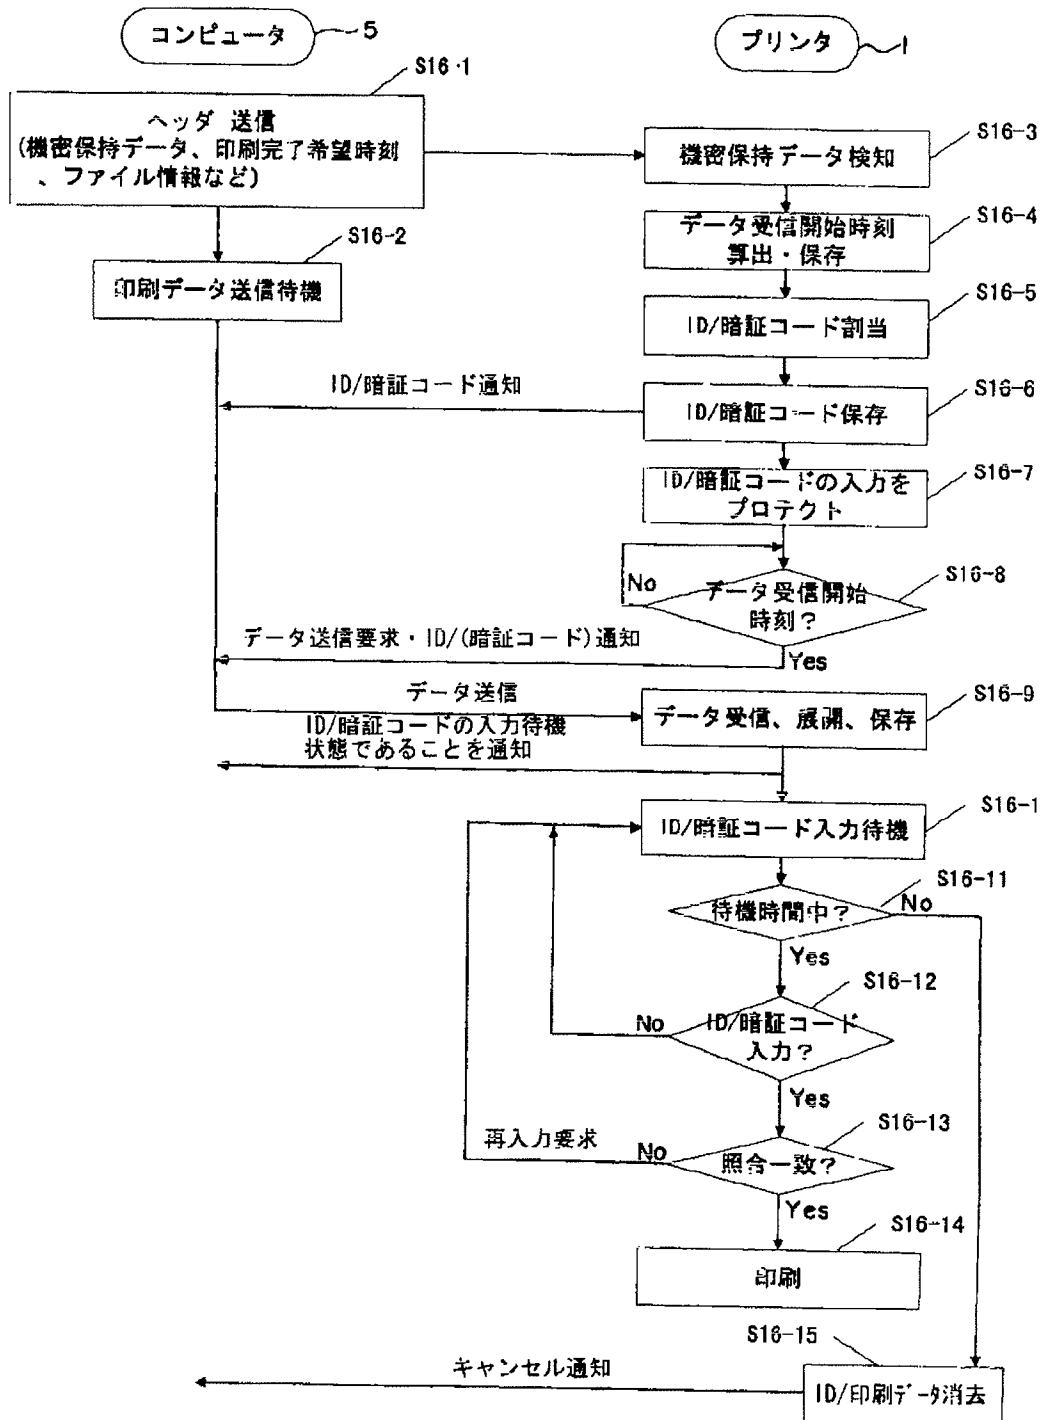 コンピュータ
5
プリンタ
1
S16-1
ヘッダ 送信
(機密保持データ、印刷完了希望時刻
、ファイル情報など)
S16-3
機密保持データ検知
S16-2
印刷データ送信待機
S16-4
データ受信開始時刻
算出・保存
S16-5
ID/暗証コード割当
ID/暗証コード通知
S16-6
ID/暗証コード保存
S16-7
ID/暗証コードの入力を
プロテクト
S16-8
No
データ受信開始
時刻?
データ送信要求・ID/(暗証コード)通知
Yes
データ送信
S16-9
データ受信、展開、保存
ID/暗証コードの入力待機
状態であることを通知
S16-1
ID/暗証コード入力待機
S16-11
待機時間中?
No
Yes
S16-12
No
ID/暗証コード
入力?
Yes
S16-13
再入力要求
No
照合一致?
Yes
S16-14
印刷
S16-15
キャンセル通知
ID/印刷データ消去